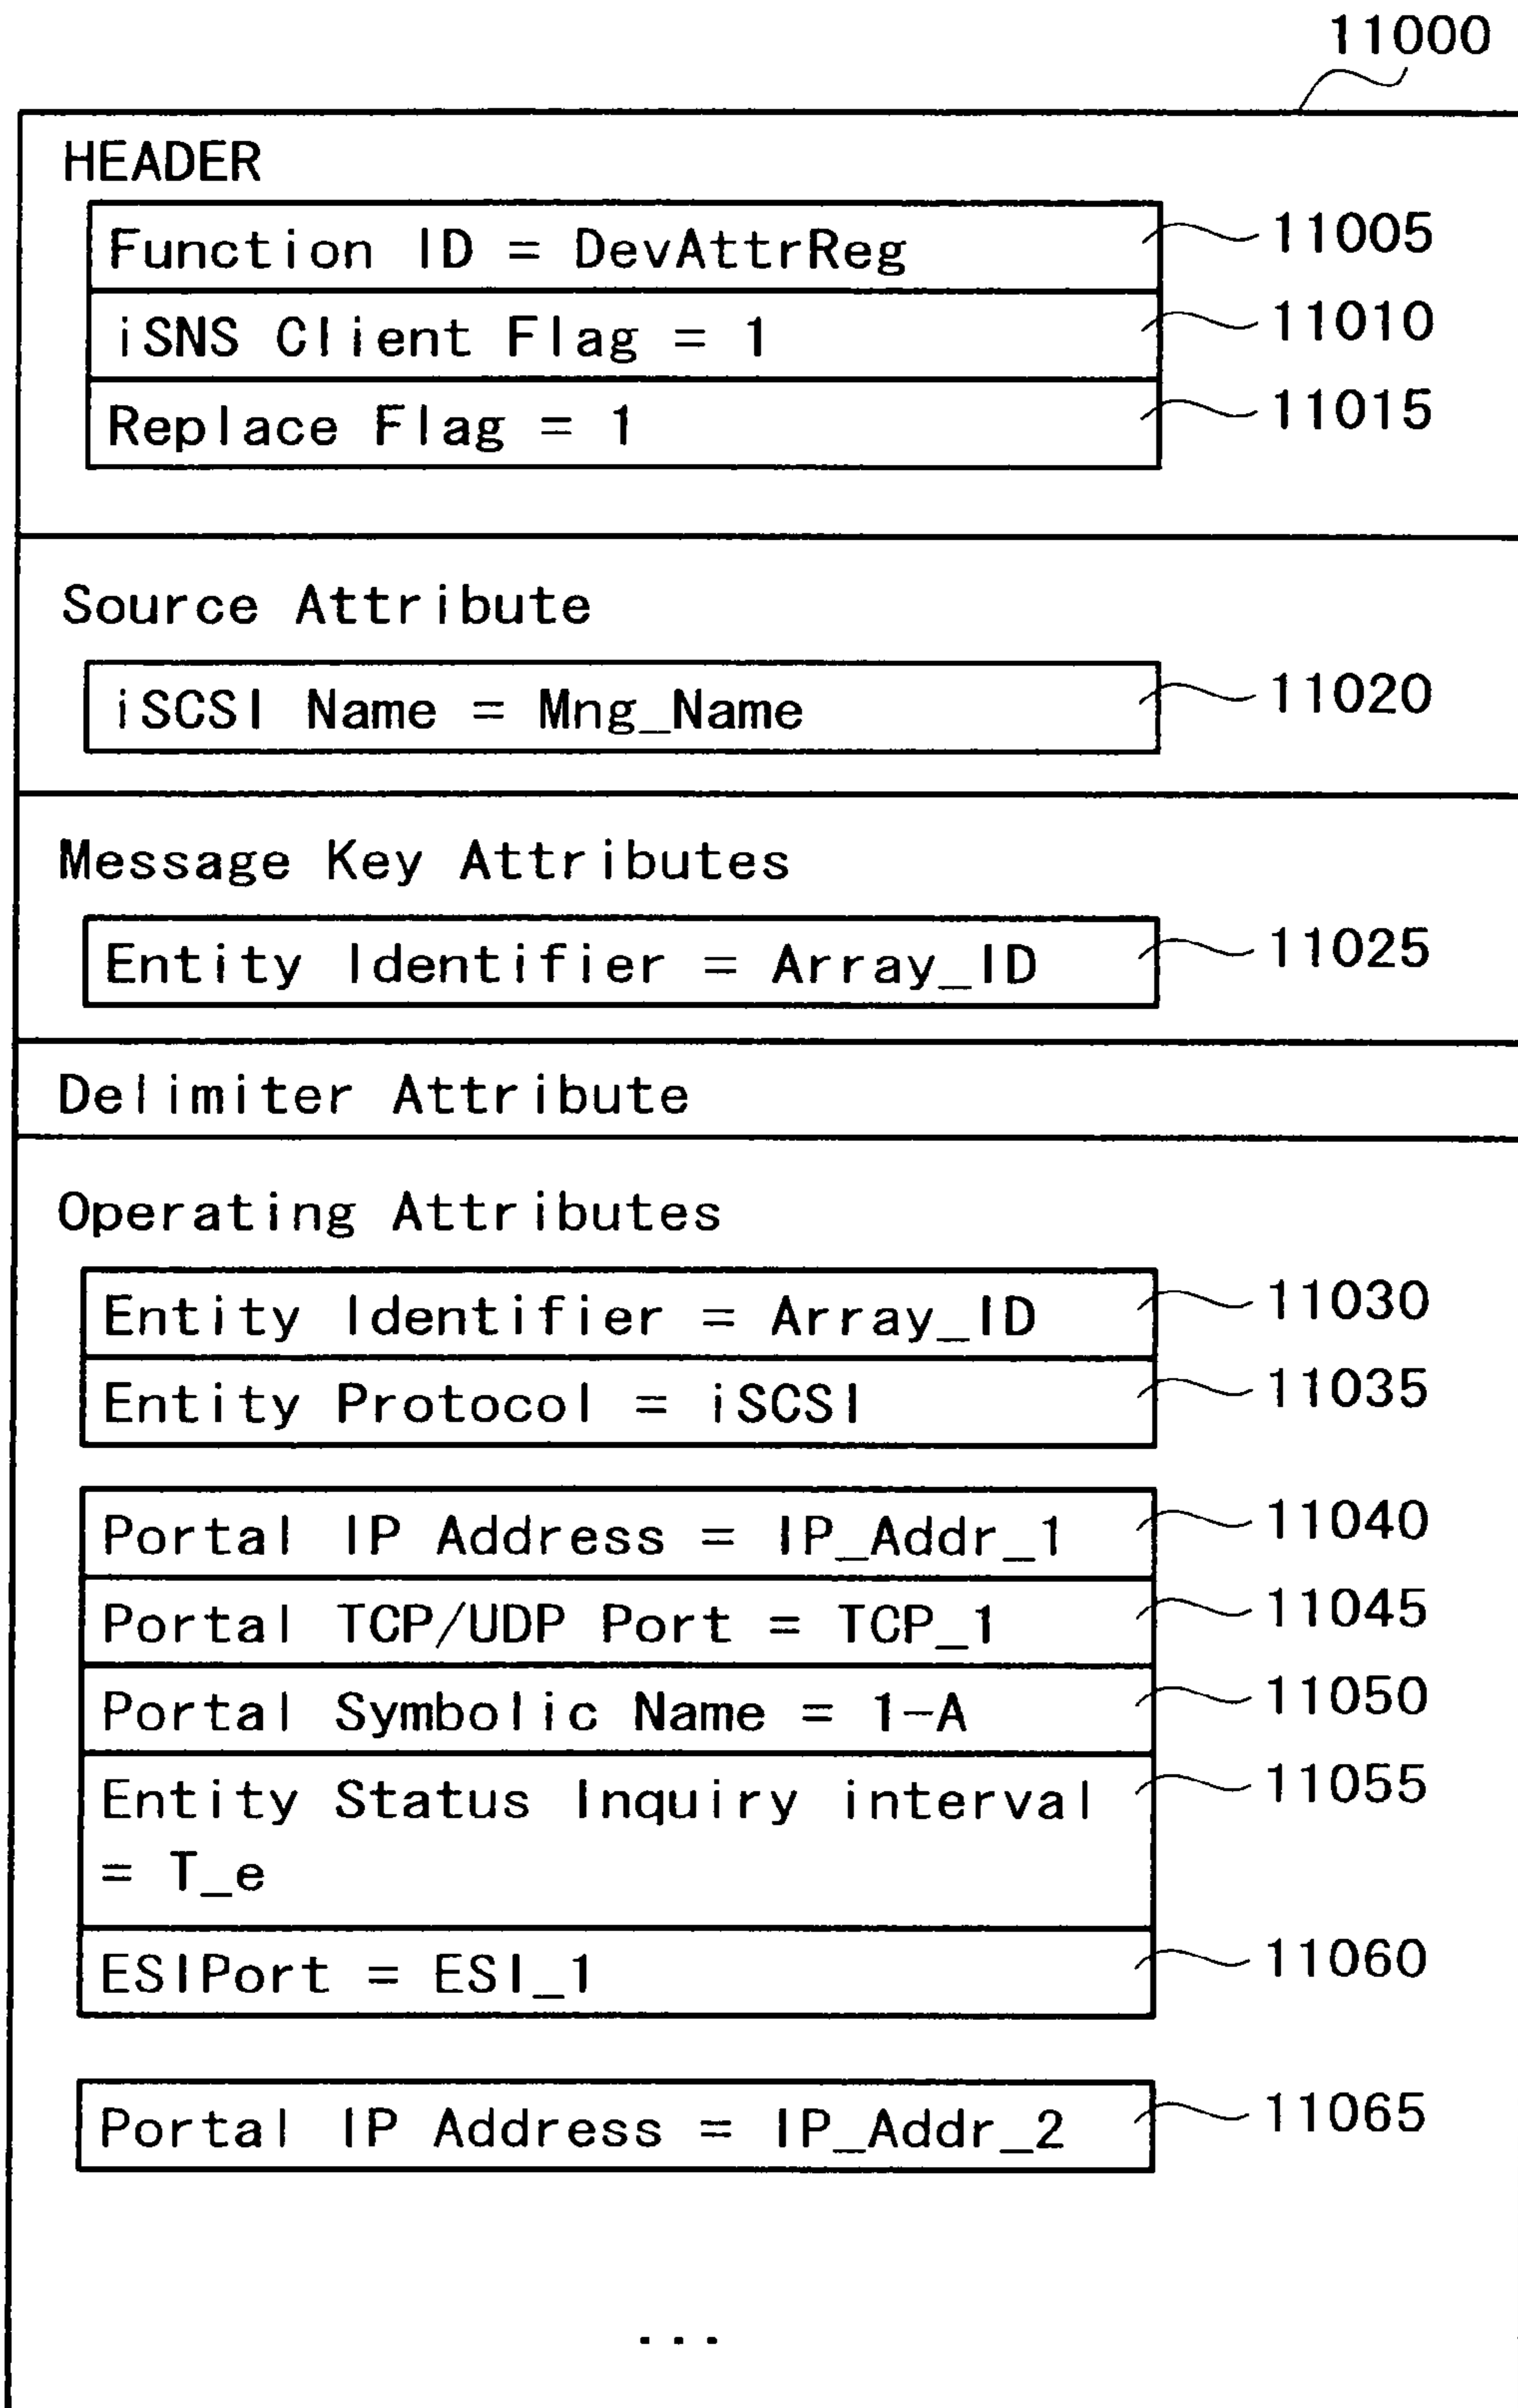 11000
HEADER
Function ID = DevAttrReg 11005
iSNS Client Flag = 1 11010
Replace Flag = 1 11015
Source Attribute
iSCSI Name = Mng_Name 11020
Message Key Attributes
Entity Identifier = Array_ID 11025
Delimiter Attribute
Operating Attributes
Entity Identifier = Array_ID 11030
Entity Protocol = iSCSI 11035
Portal IP Address = IP_Addr_1 11040
Portal TCP/UDP Port = TCP_1 11045
Portal Symbolic Name = 1-A 11050
Entity Status Inquiry interval 11055
= T_e
ESIPort = ESI_1 11060
Portal IP Address = IP_Addr_2 11065
...